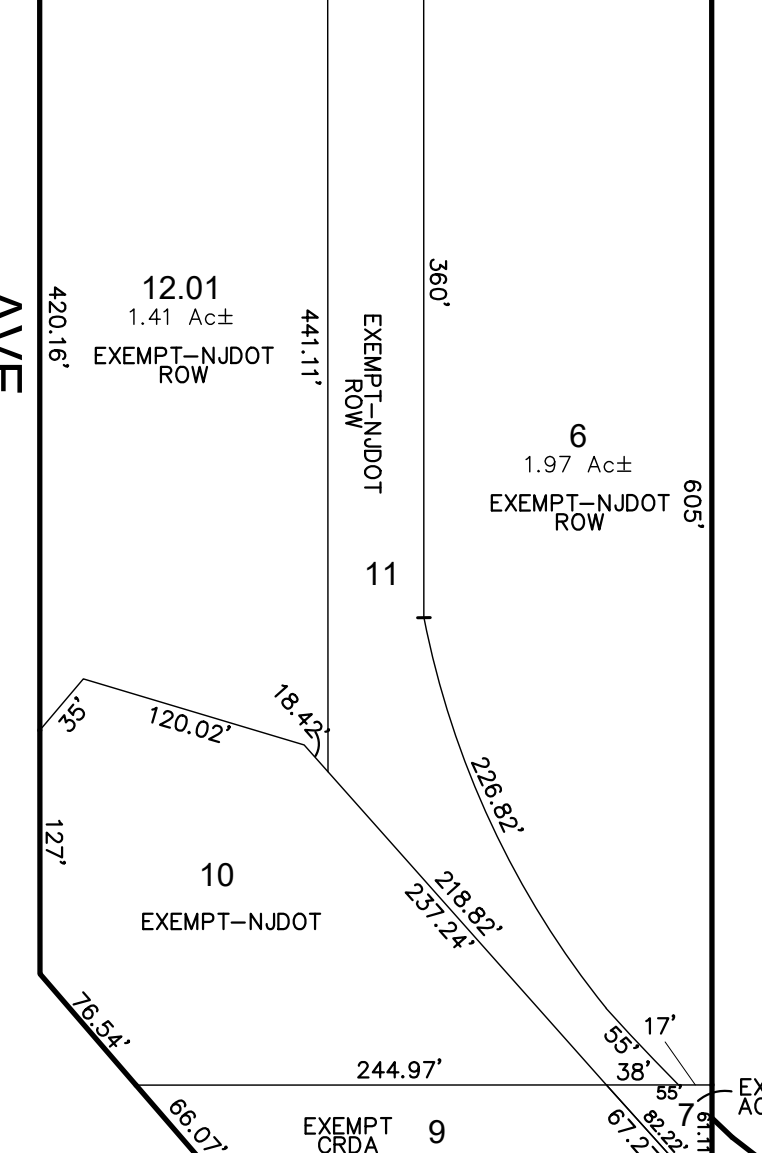 AVE
420.16'
12.01
1.41 Ac±
EXEMPT-NJDOT
ROW
441.11'
EXEMPT-NJDOT
ROW
11
360'
6
1.97 Ac±
EXEMPT-NJDOT
ROW
605'
35'
120.02'
18.42'
226.82'
127'
10
EXEMPT-NJDOT
218.82'
237.24'
76.54'
244.97'
55'
38'
17'
55'
7
82.22'
61.11'
66.07'
EXEMPT
CRDA
9